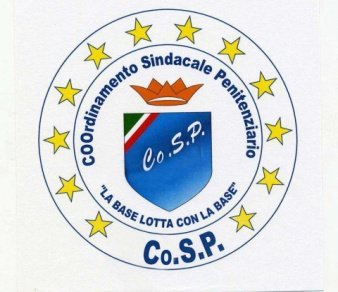 COOrdinamento Sindacale Penitenziario
Co.S.P.
"LA BASE LOTTA CON LA BASE"
Co.S.P.